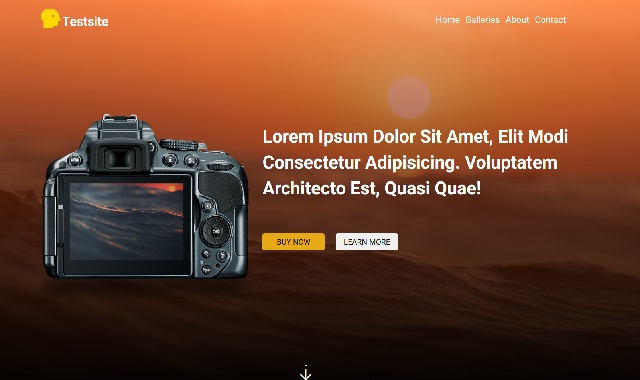 Testsite
Home Galleries About Contact
Lorem Ipsum Dolor Sit Amet, Elit Modi
Consectetur Adipisicing. Voluptatem
Architecto Est, Quasi Quae!
BUY NOW LEARN MORE